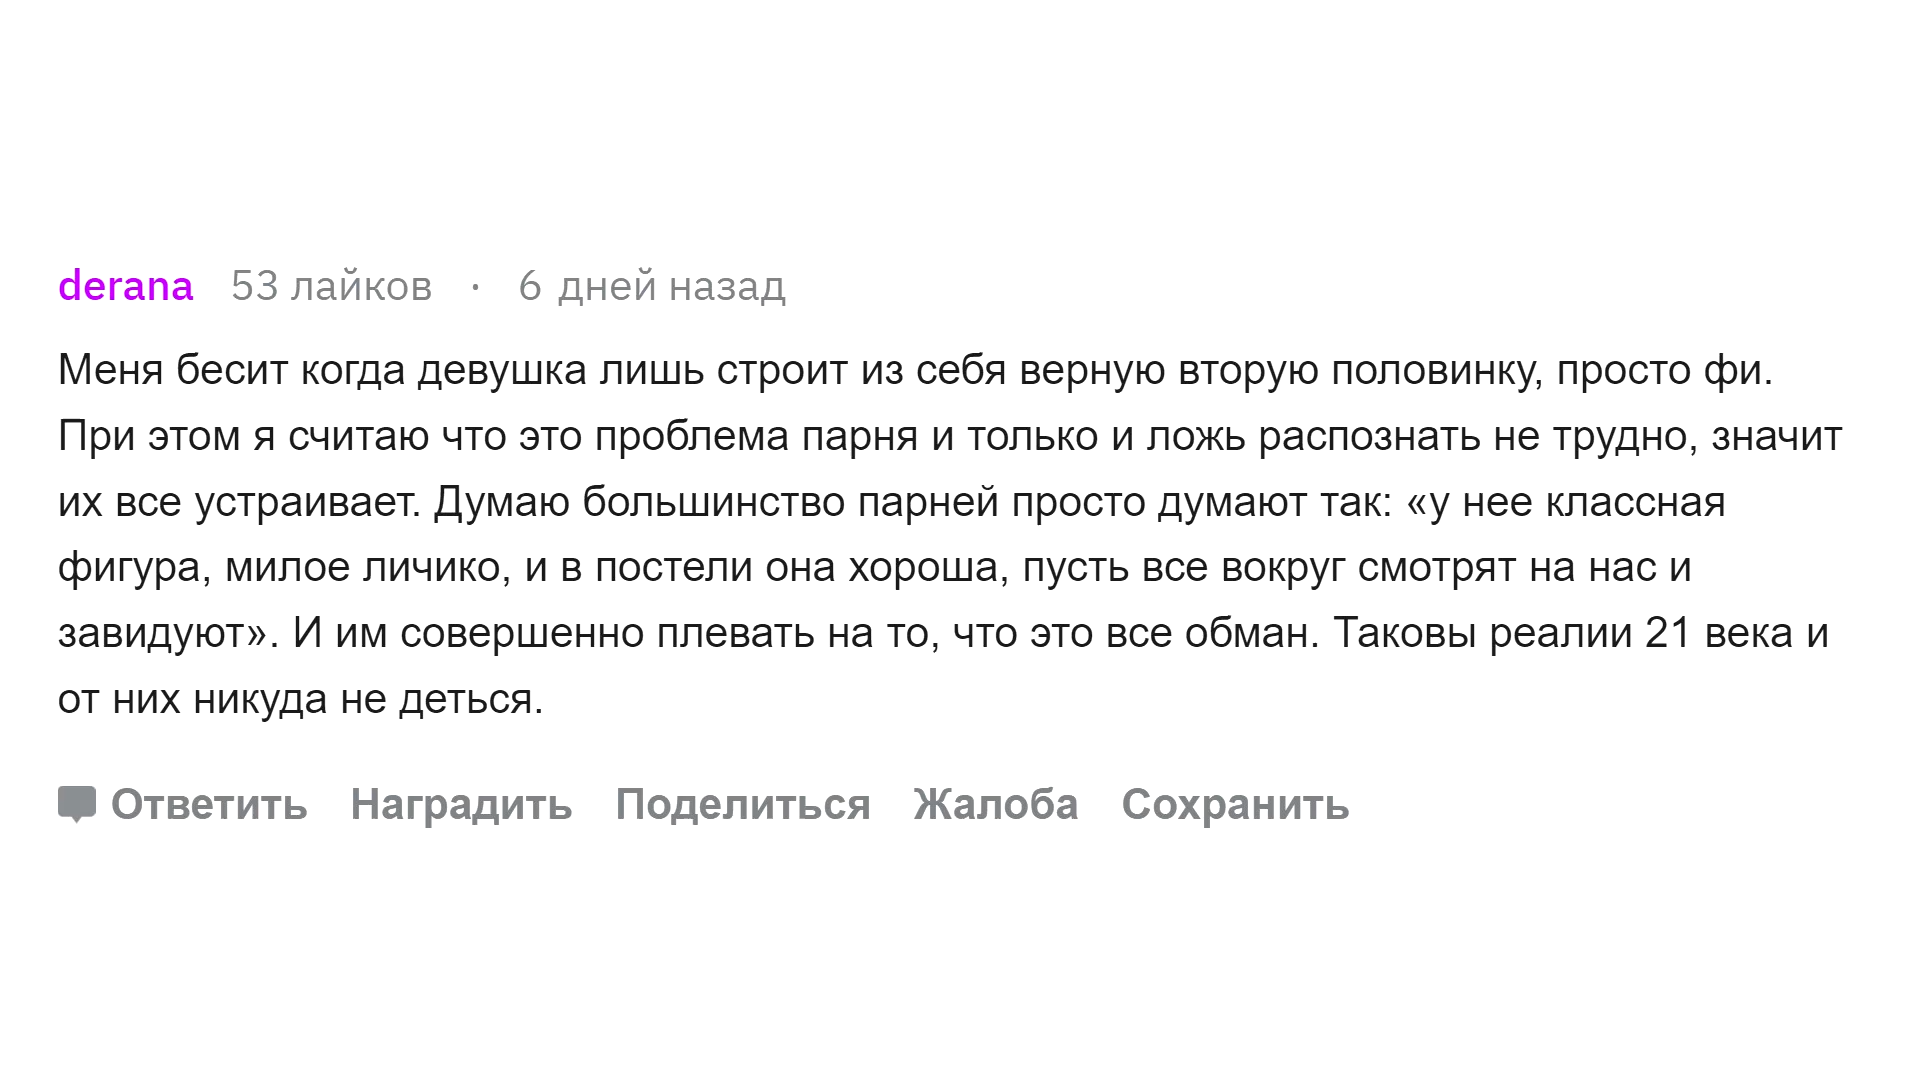 derana 53 лайков · 6 дней назад
Меня бесит когда девушка лишь строит из себя верную вторую половинку, просто фи.
При этом я считаю что это проблема парня и только и ложь распознать не трудно, значит
их все устраивает. Думаю большинство парней просто думают так: «у нее классная
фигура, милое личико, и в постели она хороша, пусть все вокруг смотрят на нас и
завидуют». И им совершенно плевать на то, что это все обман. Таковы реалии 21 века и
от них никуда не деться.
Ответить Наградить Поделиться Жалоба Сохранить